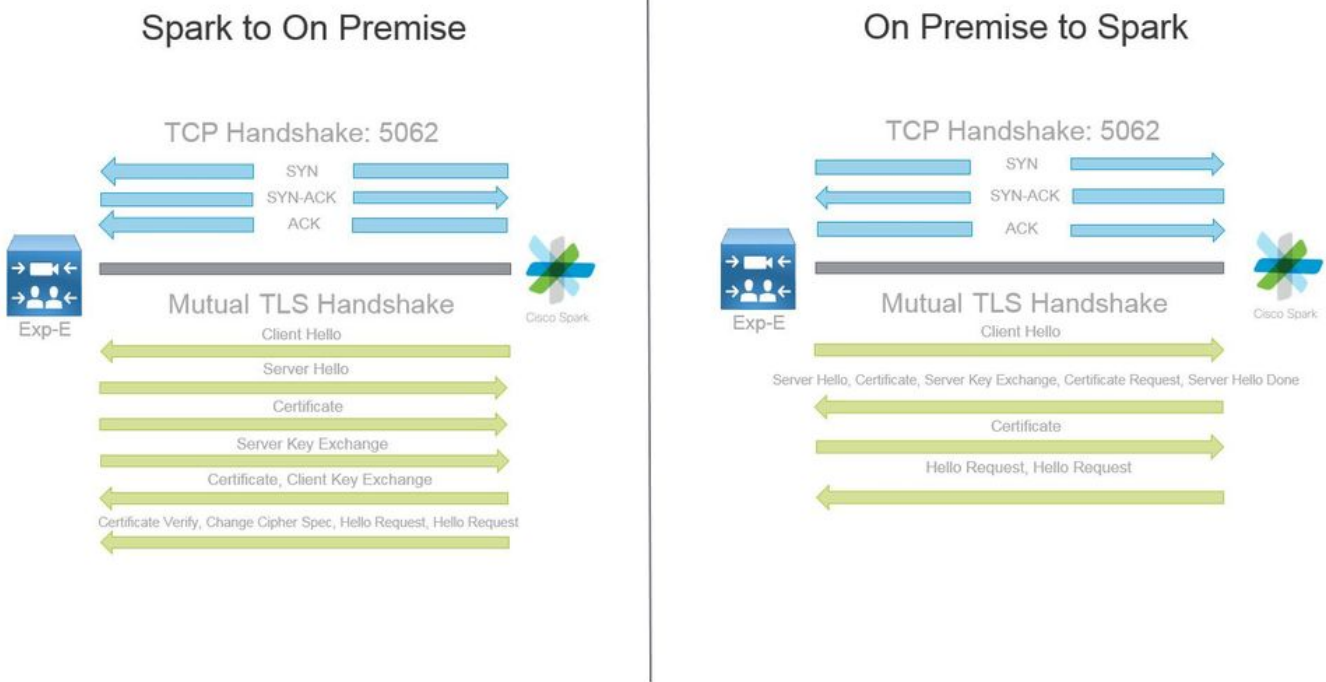 Spark to On Premise
TCP Handshake: 5062
SYN
SYN-ACK
ACK
Exp-E
Cisco Spark
Mutual TLS Handshake
Client Hello
Server Hello
Certificate
Server Key Exchange
Certificate, Client Key Exchange
Certificate Verify, Change Cipher Spec, Hello Request, Hello Request
On Premise to Spark
TCP Handshake: 5062
SYN
SYN-ACK
ACK
Exp-E
Cisco Spark
Mutual TLS Handshake
Client Hello
Server Hello, Certificate, Server Key Exchange, Certificate Request, Server Hello Done
Certificate
Hello Request, Hello Request